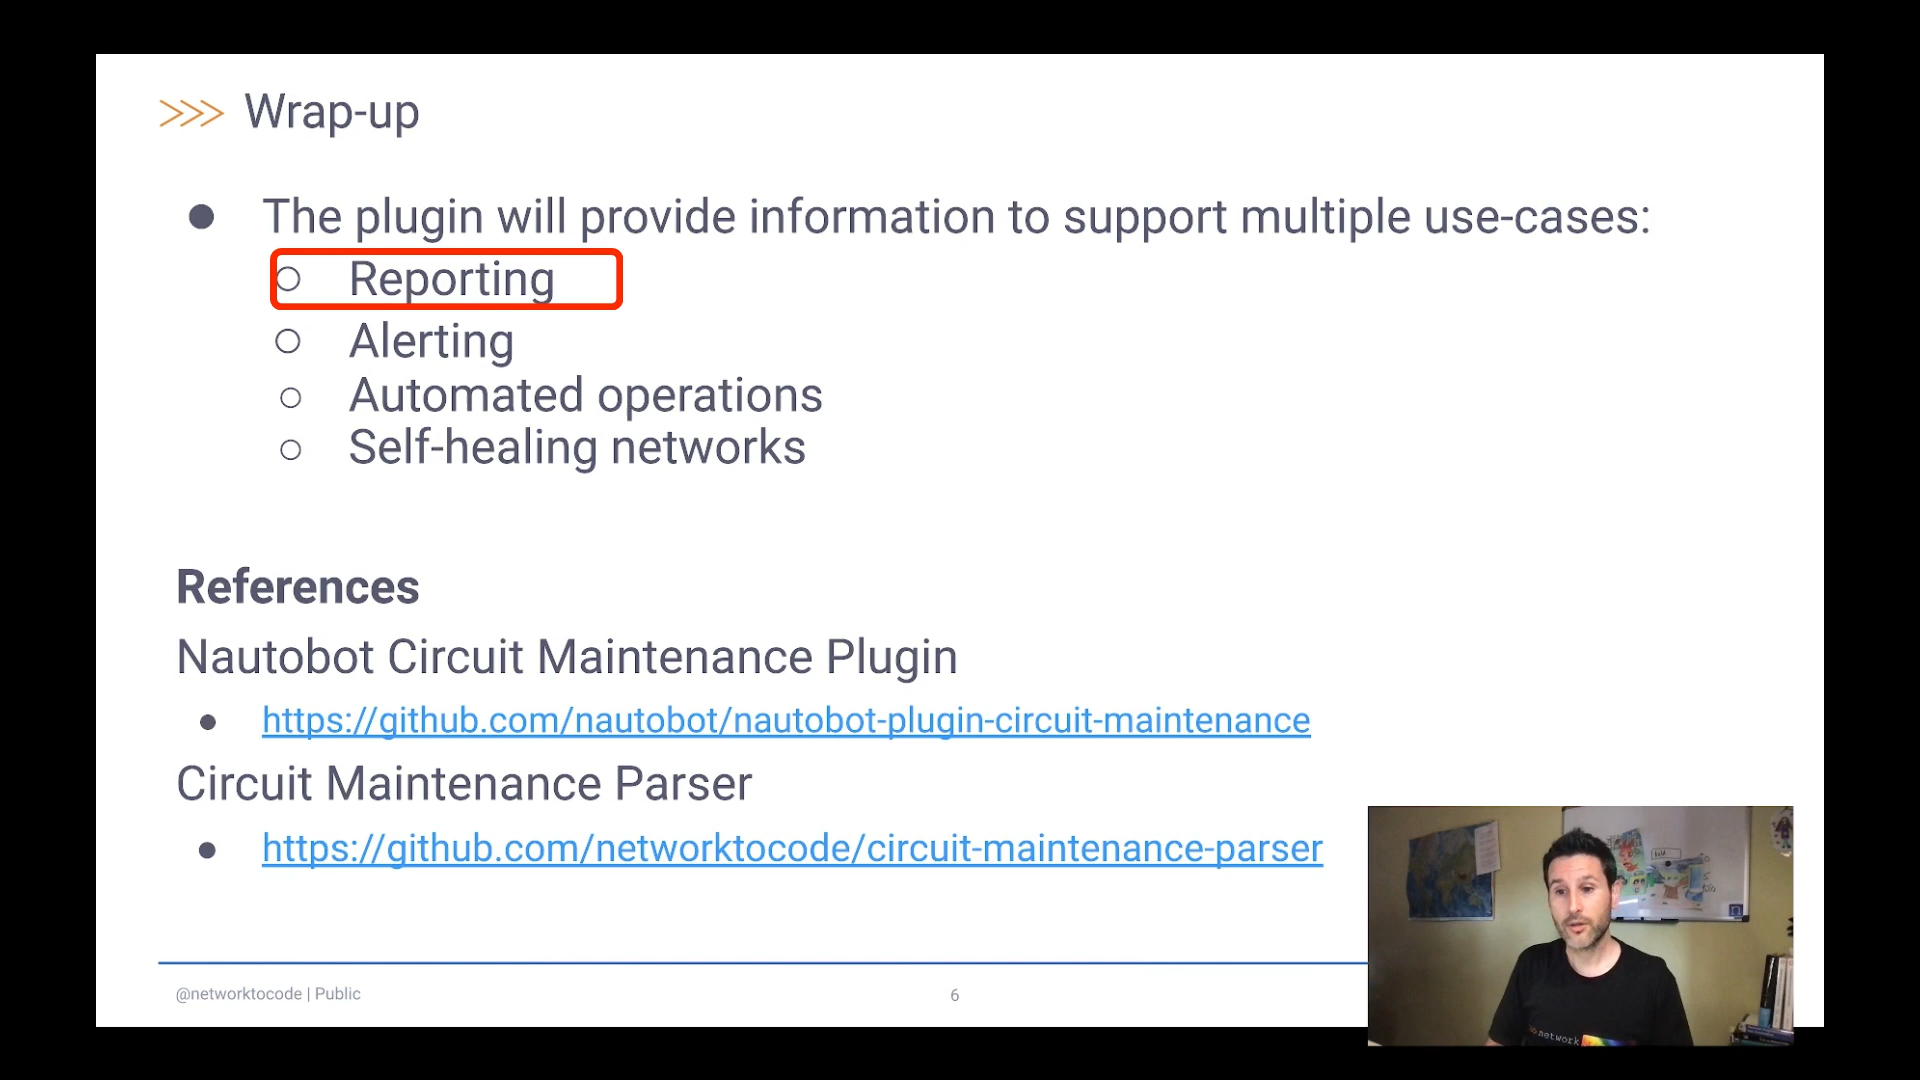 >>> Wrap-up
● The plugin will provide information to support multiple use-cases:
○ Reporting
○ Alerting
○ Automated operations
○ Self-healing networks
References
Nautobot Circuit Maintenance Plugin
● https://github.com/nautobot/nautobot-plugin-circuit-maintenance
Circuit Maintenance Parser
● https://github.com/networktocode/circuit-maintenance-parser
@networktocode | Public
6
network